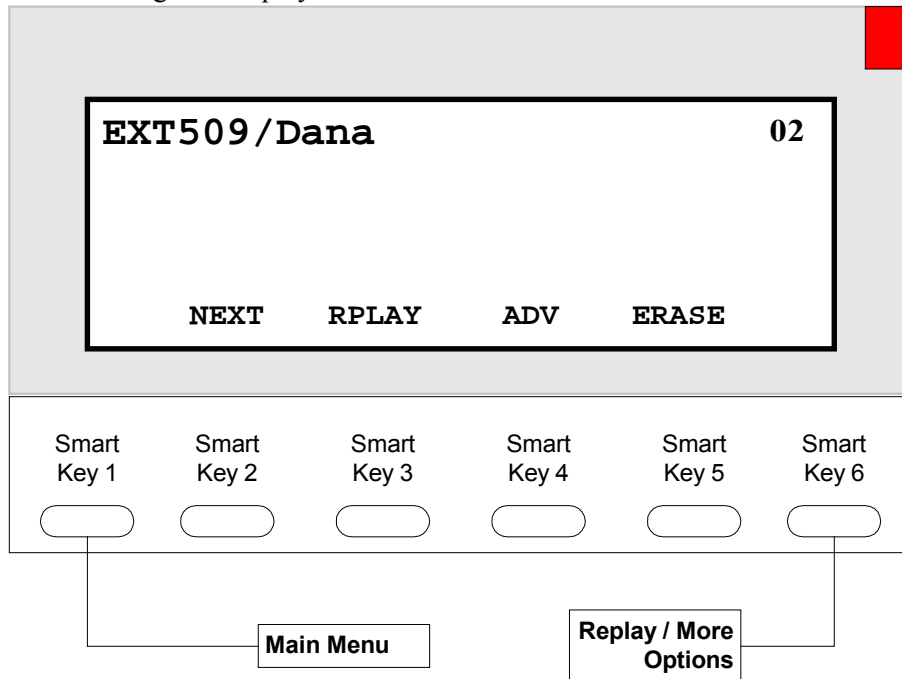 EXT509/Dana 02
NEXT RPLAY ADV ERASE
Smart Smart Smart Smart Smart Smart
Key 1 Key 2 Key 3 Key 4 Key 5 Key 6
Main Menu
Replay / More
Options